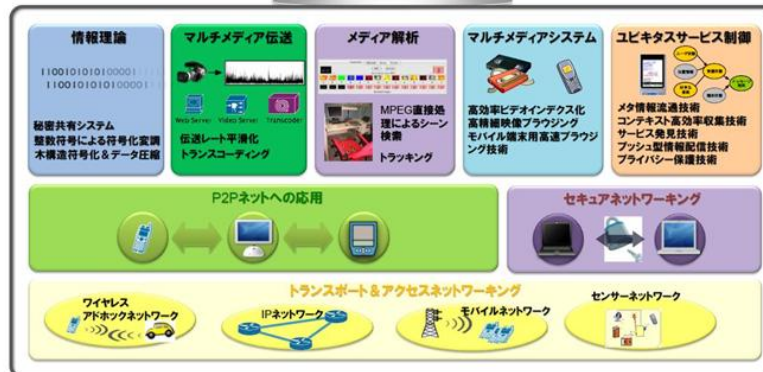 情報理論
11001010101000011
11001010101000011
秘密共有システム
整数符号による符号化変調
木構造符号化&データ圧縮
マルチメディア伝送
Web Server
Video Server
Transcoder
伝送レート平滑化
トランスコーディング
メディア解析
MPEG直接処
理によるシーン
検索
トラッキング
マルチメディアシステム
高効率ビデオインデクス化
高精細映像ブラウジング
モバイル端末用高速ブラウジ
ング技術
ユビキタスサービス制御
メタ情報流通技術
コンテキスト高効率収集技術
サービス発見技術
プッシュ型情報配信技術
プライバシー保護技術
P2Pネットへの応用
セキュアネットワーキング
トランスポート&アクセスネットワーキング
ワイヤレス
アドホックネットワーク
IPネットワーク
モバイルネットワーク
センサーネットワーク